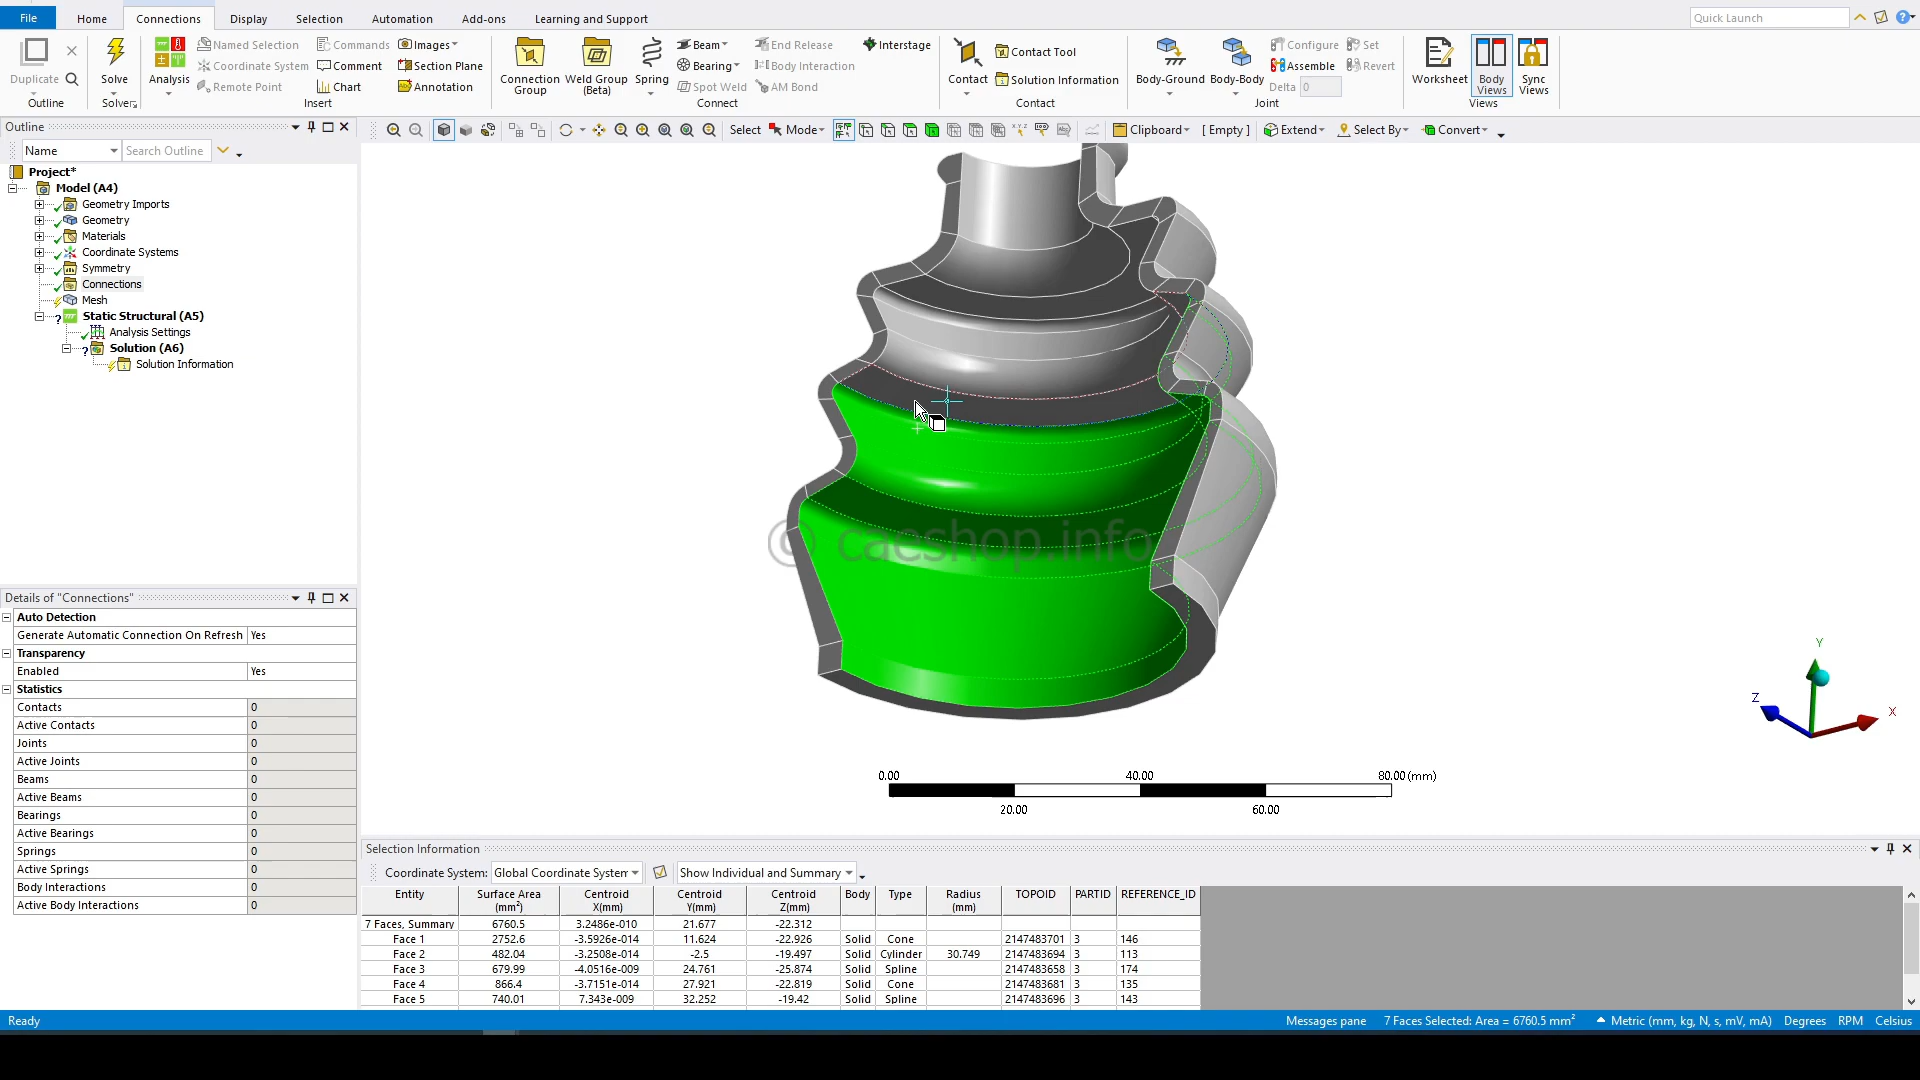 File Home Connections Display Selection Automation Add-ons Learning and Support Quick Launch
Duplicate
Outline
Solve
Solver
Analysis
Named Selection
Coordinate System
Remote Point
Commands
Comment
Chart
Images
Section Plane
Annotation
Insert
Connection Group
Weld Group (Beta)
Spring
Beam
Bearing
Spot Weld
End Release
Body Interaction
AM Bond
Interstage
Connect
Contact
Contact Tool
Solution Information
Contact
Body-Ground
Body-Body
Configure
Assemble
Delta 0
Set
Revert
Joint
Worksheet
Body Views
Sync Views
Views
Outline
Name Search Outline
Select Mode Clipboard [ Empty ] Extend Select By Convert
Project*
Model (A4)
Geometry Imports
Geometry
Materials
Coordinate Systems
Symmetry
Connections
Mesh
Static Structural (A5)
Analysis Settings
Solution (A6)
Solution Information
© caeshop.info
Y
Z
X
0.00 40.00 80.00 (mm)
20.00 60.00
Details of "Connections"
Auto Detection
Generate Automatic Connection On Refresh Yes
Transparency
Enabled Yes
Statistics
Contacts 0
Active Contacts 0
Joints 0
Active Joints 0
Beams 0
Active Beams 0
Bearings 0
Active Bearings 0
Springs 0
Active Springs 0
Body Interactions 0
Active Body Interactions 0
Selection Information
Coordinate System: Global Coordinate System Show Individual and Summary
Entity Surface Area (mm²) Centroid X(mm) Centroid Y(mm) Centroid Z(mm) Body Type Radius (mm) TOPOID PARTID REFERENCE_ID
7 Faces, Summary 6760.5 3.2486e-010 21.677 -22.312
Face 1 2752.6 -3.5926e-014 11.624 -22.926 Solid Cone 2147483701 3 146
Face 2 482.04 -3.2508e-014 -2.5 -19.497 Solid Cylinder 30.749 2147483694 3 113
Face 3 679.99 -4.0516e-009 24.761 -25.874 Solid Spline 2147483658 3 174
Face 4 866.4 -3.7151e-014 27.921 -22.819 Solid Cone 2147483681 3 135
Face 5 740.01 7.343e-009 32.252 -19.42 Solid Spline 2147483696 3 143
Ready Messages pane 7 Faces Selected: Area = 6760.5 mm² Metric (mm, kg, N, s, mV, mA) Degrees RPM Celsius